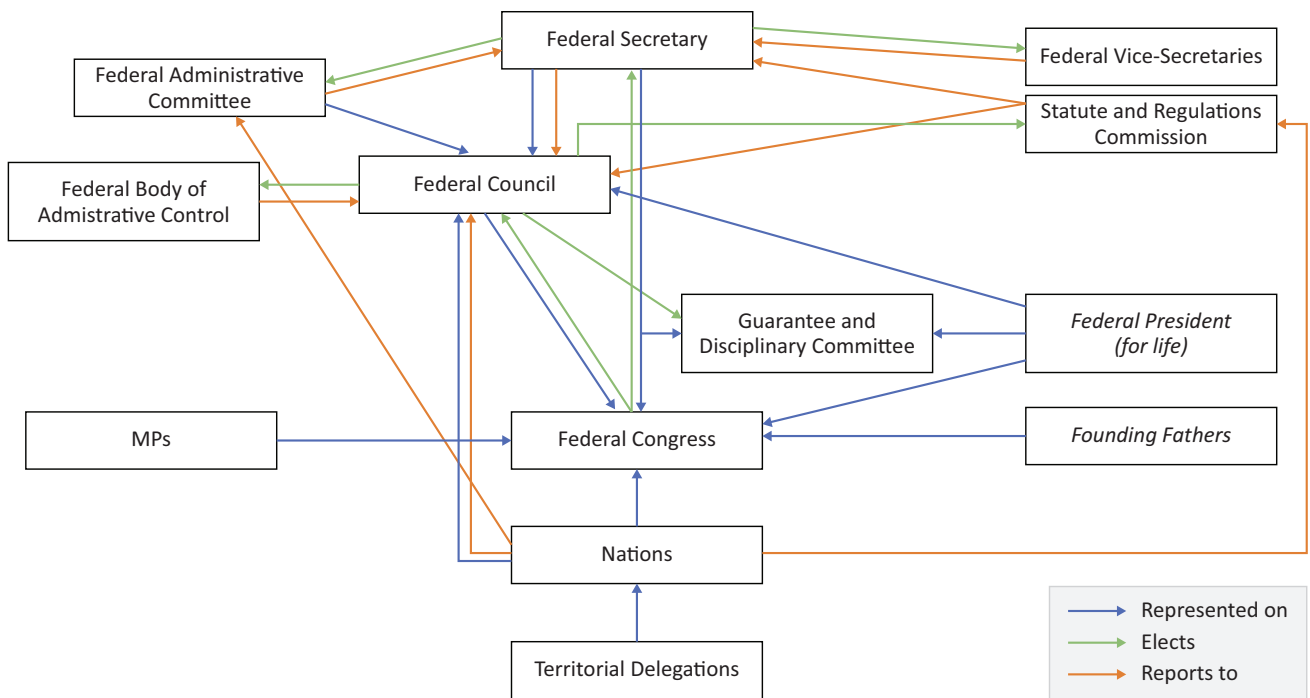 Federal Secretary
Federal Vice-Secretaries
Federal Administrative
Committee
Statute and Regulations
Commission
Federal Council
Federal Body of
Admistrative Control
Guarantee and
Disciplinary Committee
Federal President
(for life)
MPs
Federal Congress
Founding Fathers
Nations
Territorial Delegations
Represented on
Elects
Reports to